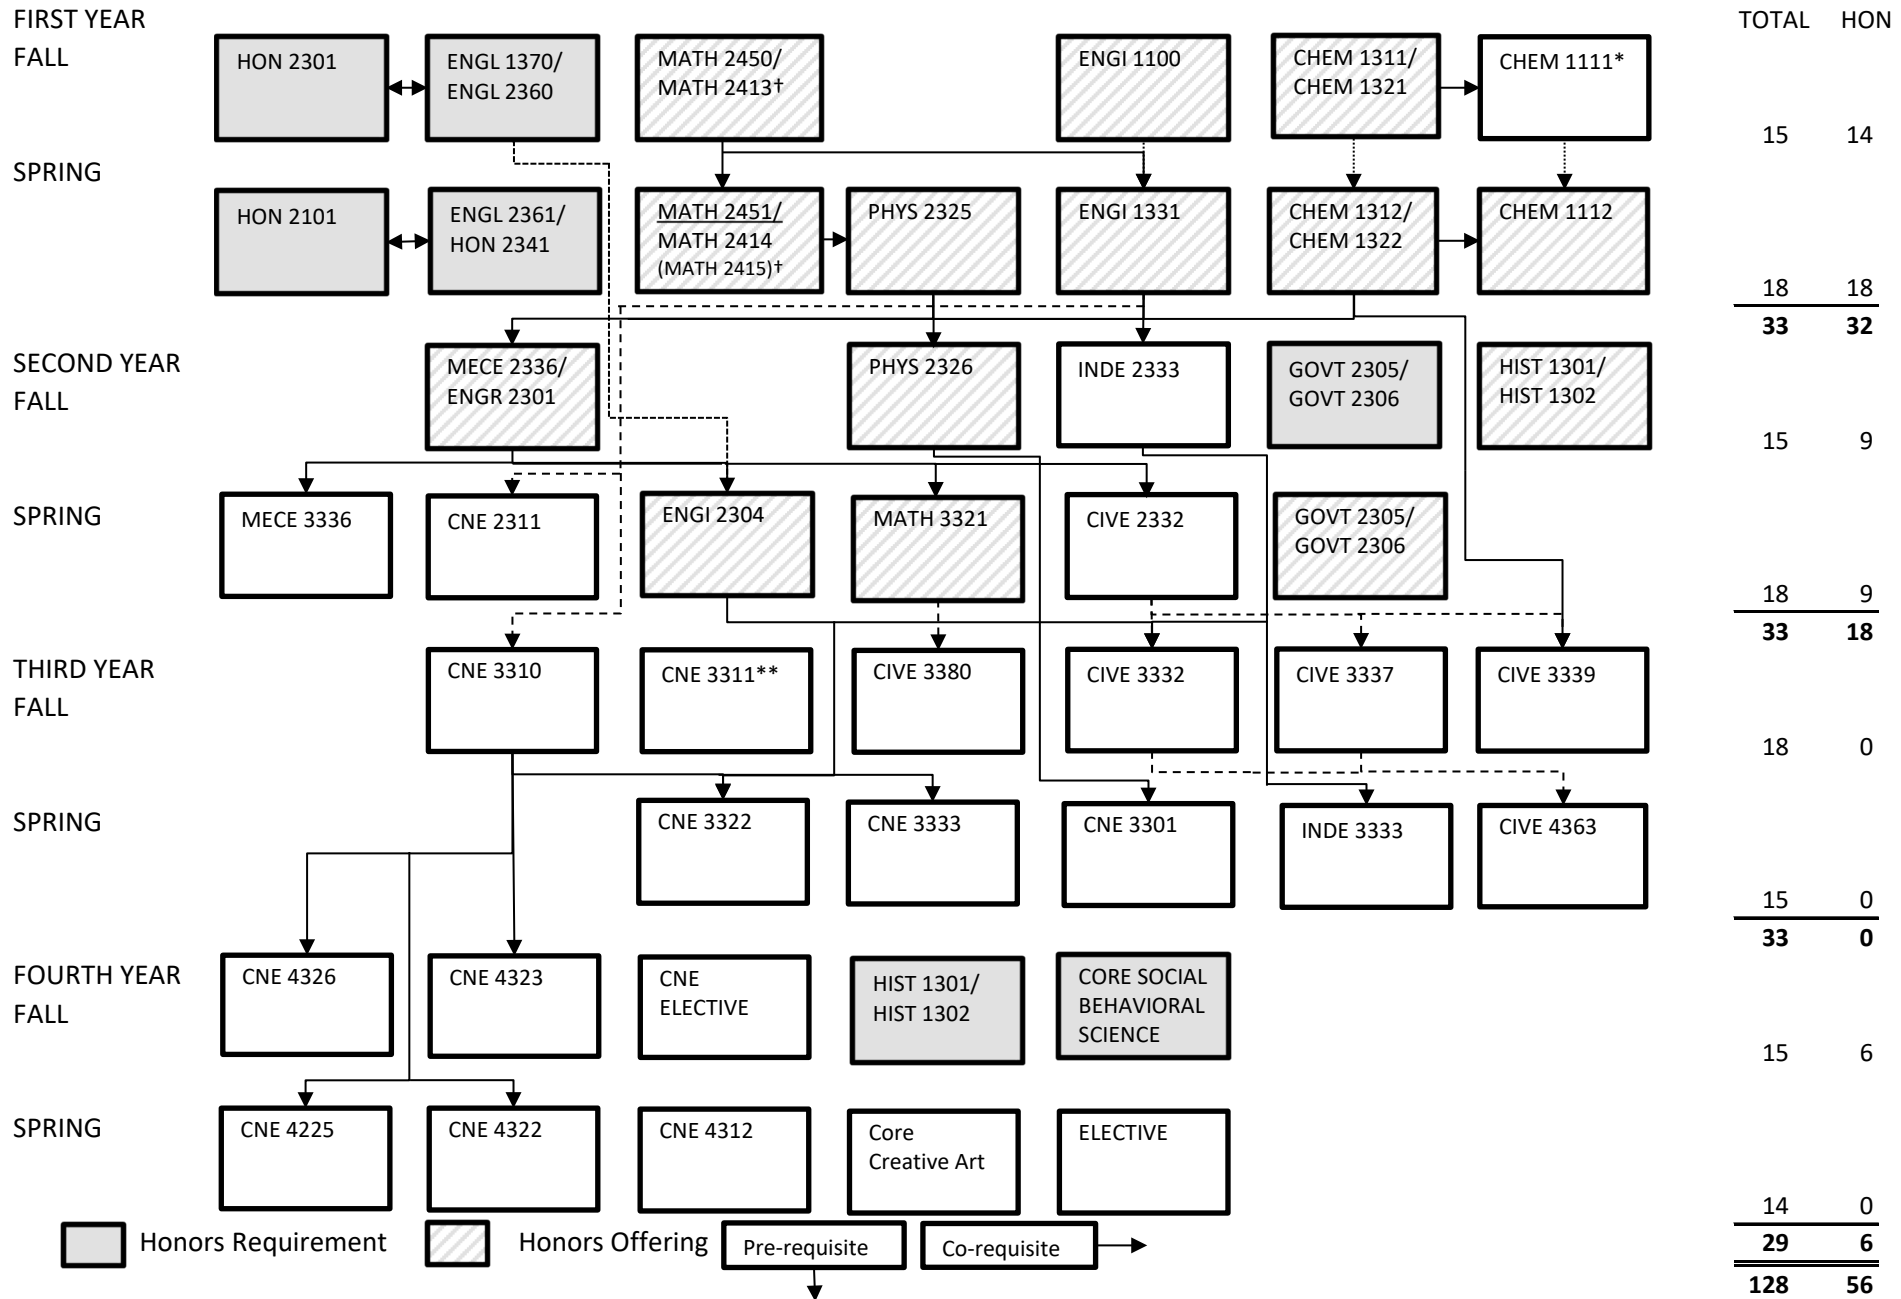 FIRST YEAR
FALL
TOTAL HON
HON 2301
ENGL 1370/
ENGL 2360
MATH 2450/
MATH 2413†
ENGI 1100
CHEM 1311/
CHEM 1321
CHEM 1111*
15 14
SPRING
HON 2101
ENGL 2361/
HON 2341
MATH 2451/
MATH 2414
(MATH 2415)†
PHYS 2325
ENGI 1331
CHEM 1312/
CHEM 1322
CHEM 1112
18 18
33 32
SECOND YEAR
FALL
MECE 2336/
ENGR 2301
PHYS 2326
INDE 2333
GOVT 2305/
GOVT 2306
HIST 1301/
HIST 1302
15 9
SPRING
MECE 3336
CNE 2311
ENGI 2304
MATH 3321
CIVE 2332
GOVT 2305/
GOVT 2306
18 9
33 18
THIRD YEAR
FALL
CNE 3310
CNE 3311**
CIVE 3380
CIVE 3332
CIVE 3337
CIVE 3339
18 0
SPRING
CNE 3322
CNE 3333
CNE 3301
INDE 3333
CIVE 4363
15 0
33 0
FOURTH YEAR
FALL
CNE 4326
CNE 4323
CNE
ELECTIVE
HIST 1301/
HIST 1302
CORE SOCIAL
BEHAVIORAL
SCIENCE
15 6
SPRING
CNE 4225
CNE 4322
CNE 4312
Core
Creative Art
ELECTIVE
14 0
Honors Requirement
Honors Offering
Pre-requisite
Co-requisite
29 6
128 56